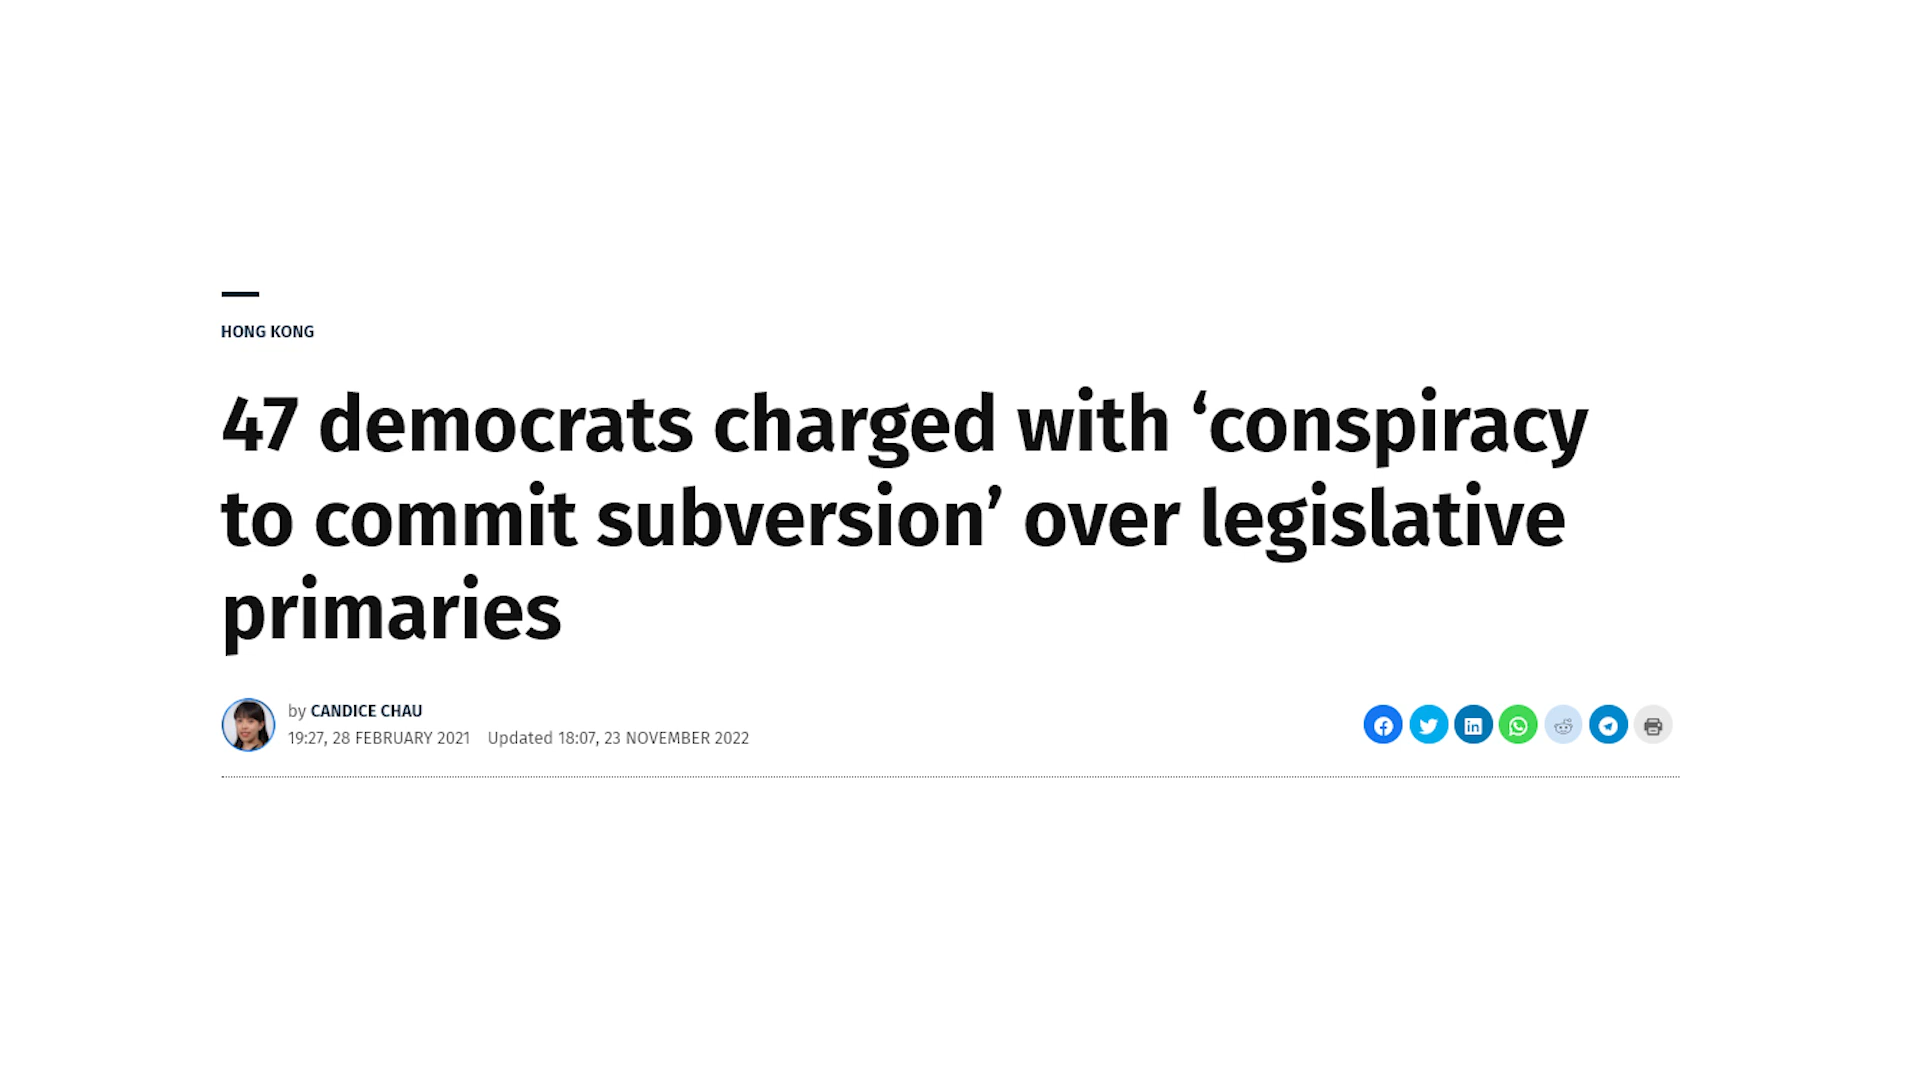 HONG KONG
47 democrats charged with ‘conspiracy
to commit subversion’ over legislative
primaries
by CANDICE CHAU
19:27, 28 FEBRUARY 2021 Updated 18:07, 23 NOVEMBER 2022